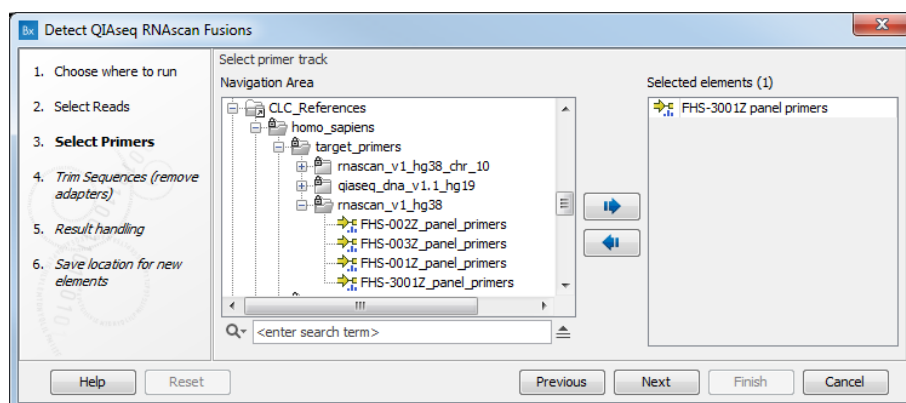 Bx Detect QIAseq RNAscan Fusions
x
1. Choose where to run
2. Select Reads
3. Select Primers
4. Trim Sequences (remove
adapters)
5. Result handling
6. Save location for new
elements
Select primer track
Navigation Area
CLC_References
homo_sapiens
target_primers
rnascan_v1_hg38_chr_10
qiaseq_dna_v1.1_hg19
rnascan_v1_hg38
FHS-002Z_panel_primers
FHS-003Z_panel_primers
FHS-001Z_panel_primers
FHS-3001Z_panel_primers
<enter search term>
Selected elements (1)
FHS-3001Z panel primers
Help Reset Previous Next Finish Cancel